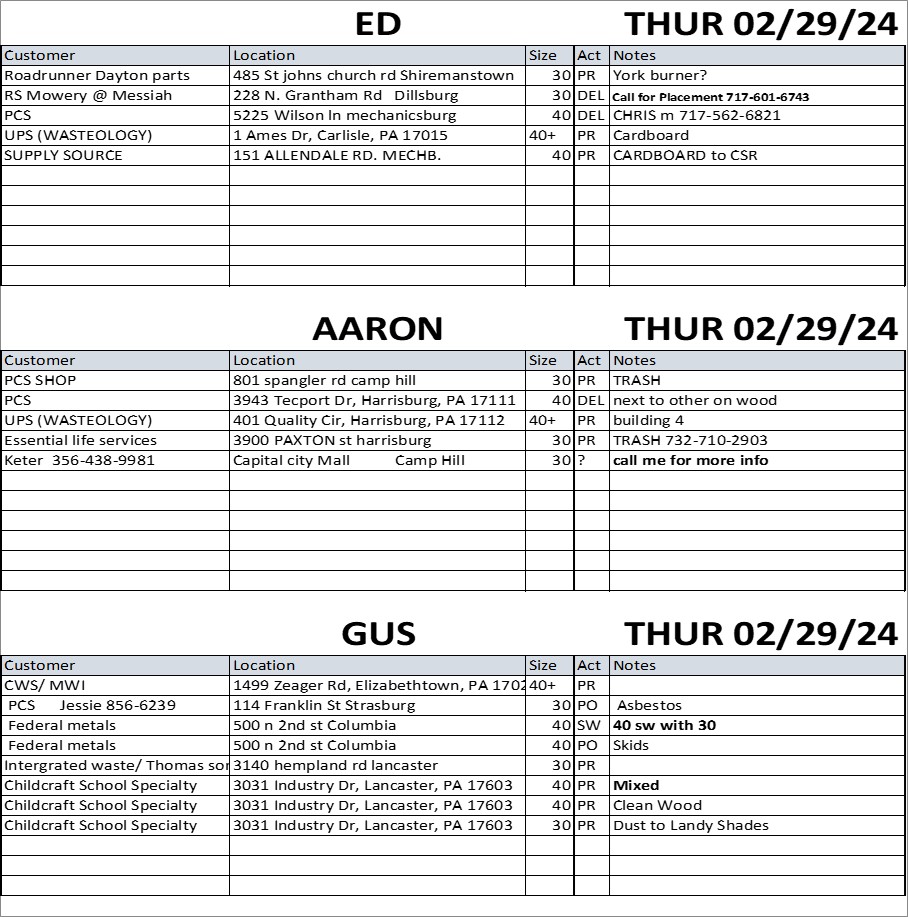 ED THUR 02/29/24
Customer Location Size Act Notes
Roadrunner Dayton parts 485 St johns church rd Shiremanstown 30 PR York burner?
RS Mowery @ Messiah 228 N. Grantham Rd Dillsburg 30 DEL Call for Placement 717-601-6743
PCS 5225 Wilson ln mechanicsburg 40 DEL CHRIS m 717-562-6821
UPS (WASTEOLOGY) 1 Ames Dr, Carlisle, PA 17015 40+ PR Cardboard
SUPPLY SOURCE 151 ALLENDALE RD. MECHB. 40 PR CARDBOARD to CSR
AARON THUR 02/29/24
Customer Location Size Act Notes
PCS SHOP 801 spangler rd camp hill 30 PR TRASH
PCS 3943 Tecport Dr, Harrisburg, PA 17111 40 DEL next to other on wood
UPS (WASTEOLOGY) 401 Quality Cir, Harrisburg, PA 17112 40+ PR building 4
Essential life services 3900 PAXTON st harrisburg 30 PR TRASH 732-710-2903
Keter 356-438-9981 Capital city Mall Camp Hill 30 ? call me for more info
GUS THUR 02/29/24
Customer Location Size Act Notes
CWS/ MWI 1499 Zeager Rd, Elizabethtown, PA 1702 40+ PR
PCS Jessie 856-6239 114 Franklin St Strasburg 30 PO Asbestos
Federal metals 500 n 2nd st Columbia 40 SW 40 sw with 30
Federal metals 500 n 2nd st Columbia 40 PO Skids
Intergrated waste/ Thomas sor 3140 hempland rd lancaster 30 PR
Childcraft School Specialty 3031 Industry Dr, Lancaster, PA 17603 40 PR Mixed
Childcraft School Specialty 3031 Industry Dr, Lancaster, PA 17603 40 PR Clean Wood
Childcraft School Specialty 3031 Industry Dr, Lancaster, PA 17603 30 PR Dust to Landy Shades